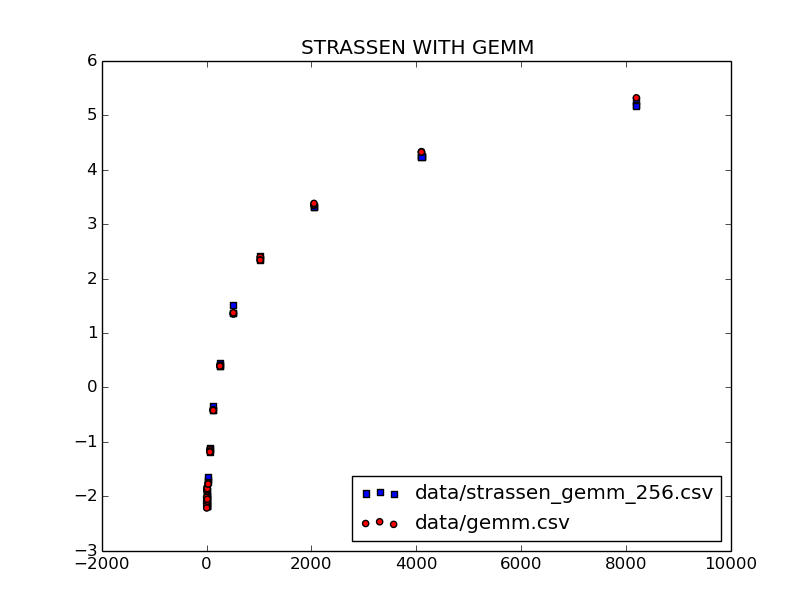 STRASSEN WITH GEMM
6
5
4
3
2
1
0
−1
−2
−3
−2000 0 2000 4000 6000 8000 10000
data/strassen_gemm_256.csv
data/gemm.csv